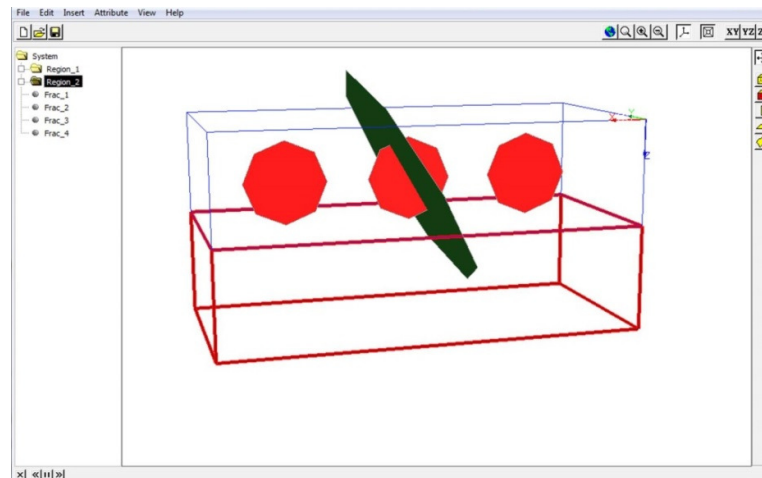 File Edit Insert Attribute View Help
XY YZ Z
System
Region_1
Region_2
Frac_1
Frac_2
Frac_3
Frac_4
X
Y
Z